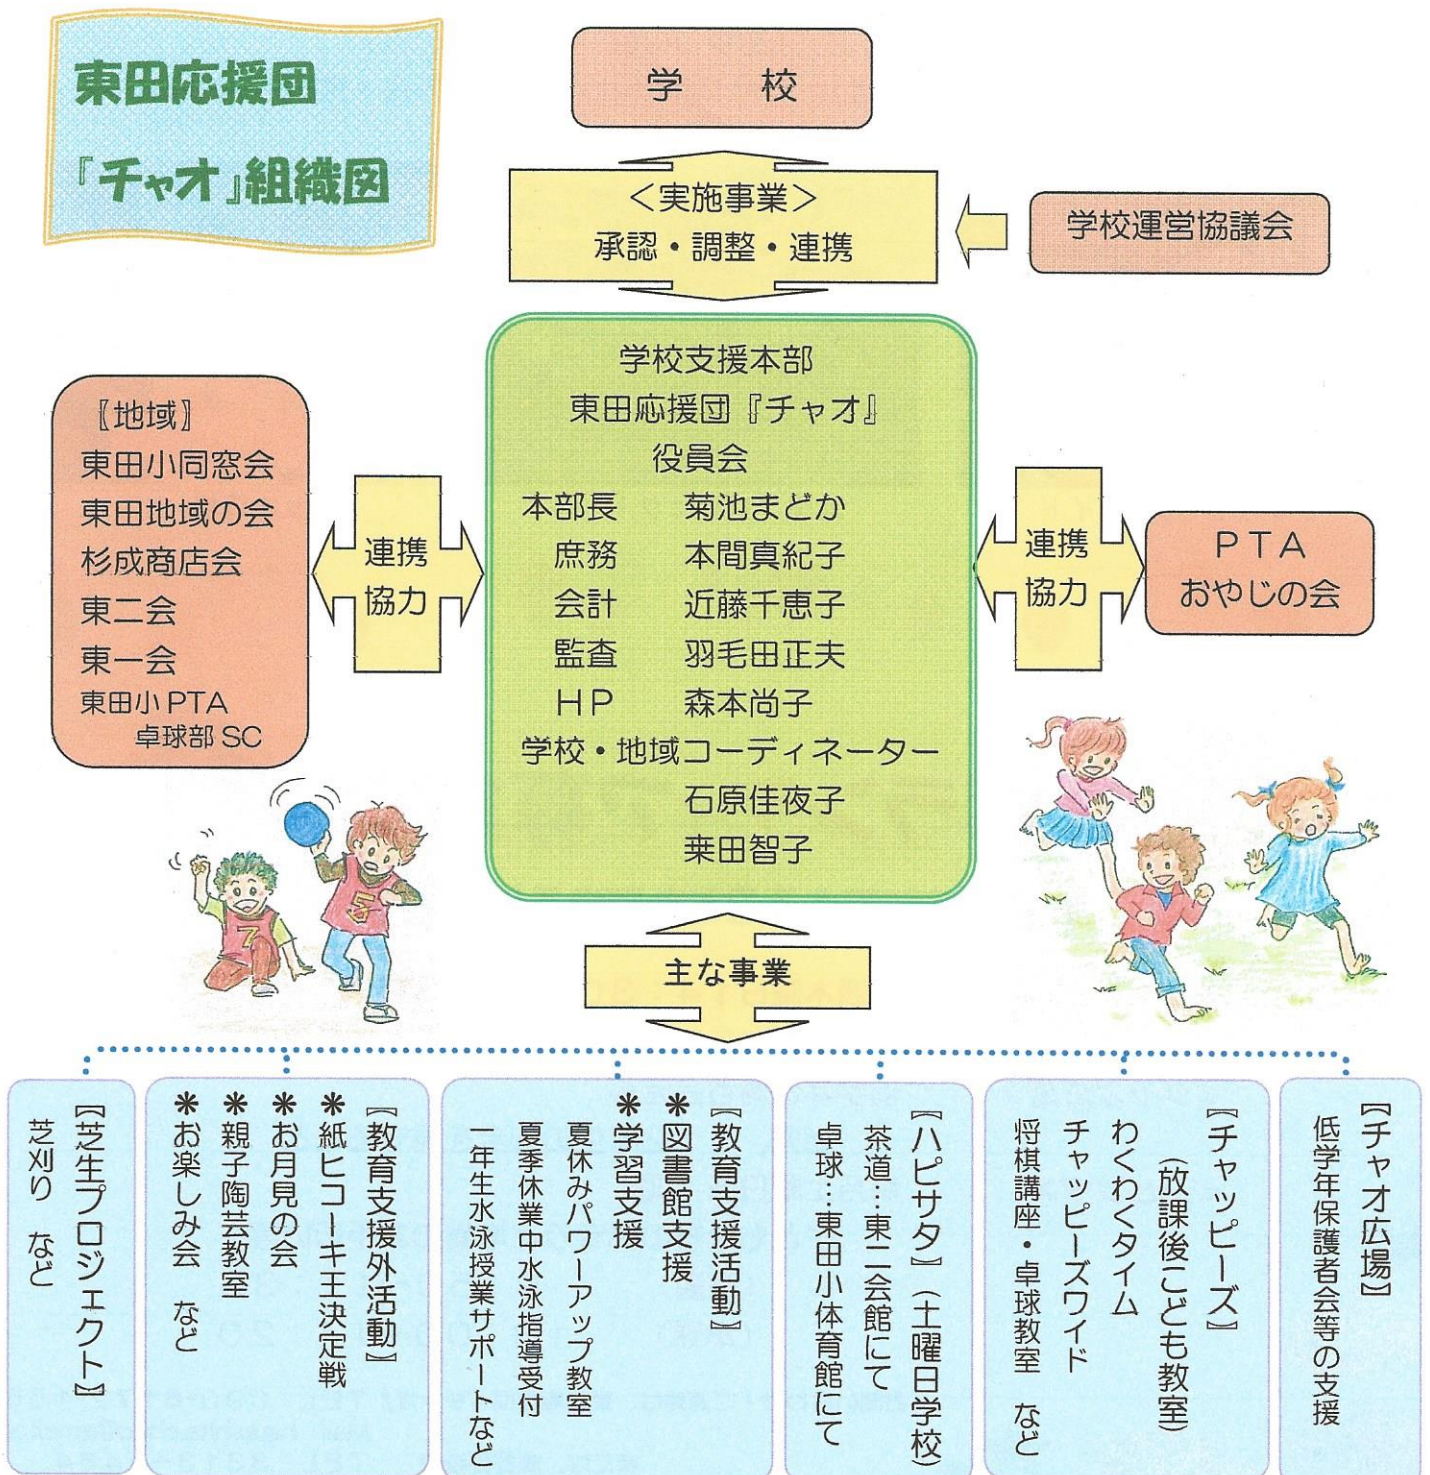 東田応援団
『チャオ』組織図
学　校
＜実施事業＞
承認・調整・連携
学校運営協議会
学校支援本部
東田応援団『チャオ』
役員会
本部長　菊池まどか
庶務　本間真紀子
会計　近藤千恵子
監査　羽毛田正夫
ＨＰ　森本尚子
学校・地域コーディネーター
石原佳夜子
桒田智子
〖地域〗
東田小同窓会
東田地域の会
杉成商店会
東二会
東一会
東田小PTA
卓球部SC
連携
協力
連携
協力
ＰＴＡ
おやじの会
5
7
主な事業
【チャオ広場】
低学年保護者会等の支援
【チャッピーズ】
（放課後こども教室）
わくわくタイム
チャッピーズワイド
将棋講座・卓球教室　など
【ハピサタ】（土曜日学校）
茶道…東二会館にて
卓球…東田小体育館にて
【教育支援活動】
＊図書館支援
＊学習支援
夏休みパワーアップ教室
夏季休業中水泳指導受付
一年生水泳授業サポートなど
【教育支援外活動】
＊紙ヒコーキ王決定戦
＊お月見の会
＊親子陶芸教室
＊お楽しみ会　など
【芝生プロジェクト】
芝刈り　など